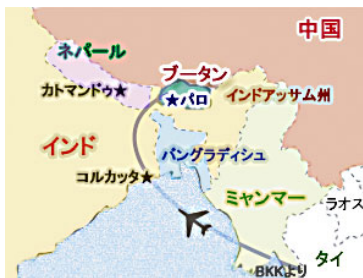 中国
ネパール
ブータン
カトマンドゥ★
★パロ
インドアッサム州
インド
バングラディシュ
コルカッタ★
ミャンマー
ラオス
タイ
BKKより